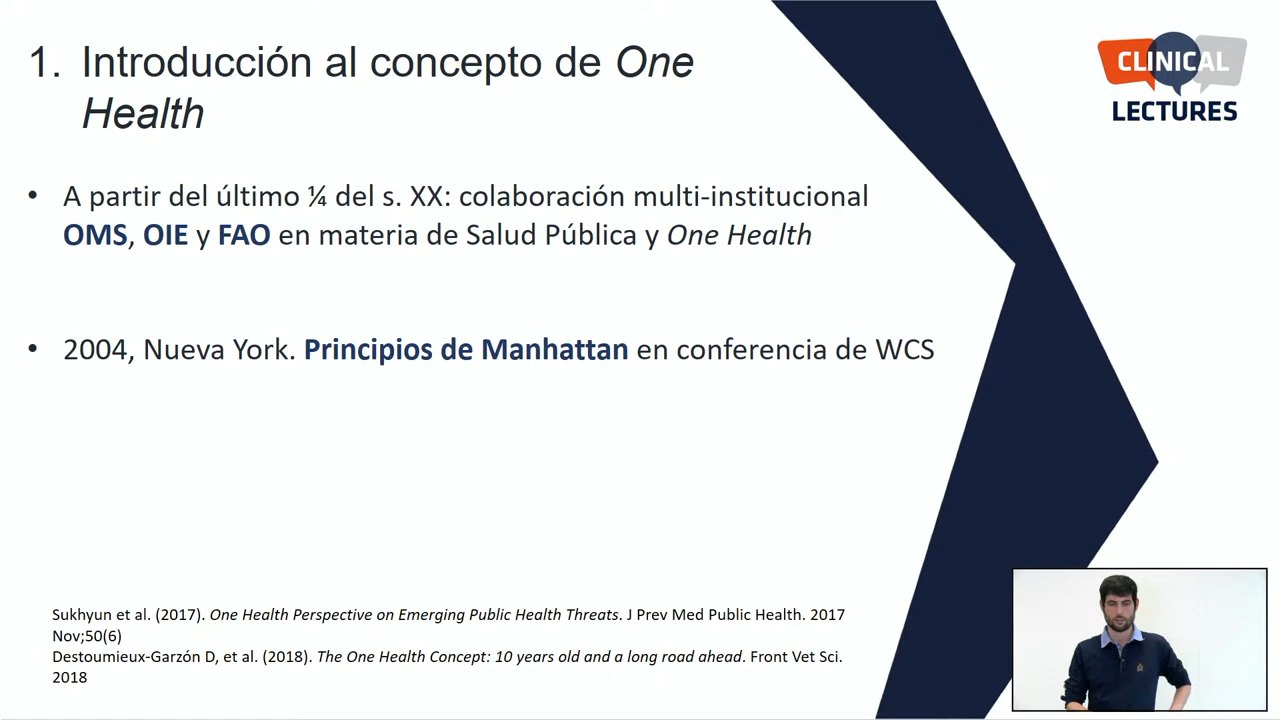 1. Introducción al concepto de One
Health
CLINICAL
LECTURES
• A partir del último ¼ del s. XX: colaboración multi-institucional
OMS, OIE y FAO en materia de Salud Pública y One Health
• 2004, Nueva York. Principios de Manhattan en conferencia de WCS
Sukhyun et al. (2017). One Health Perspective on Emerging Public Health Threats. J Prev Med Public Health. 2017
Nov;50(6)
Destoumieux-Garzón D, et al. (2018). The One Health Concept: 10 years old and a long road ahead. Front Vet Sci.
2018